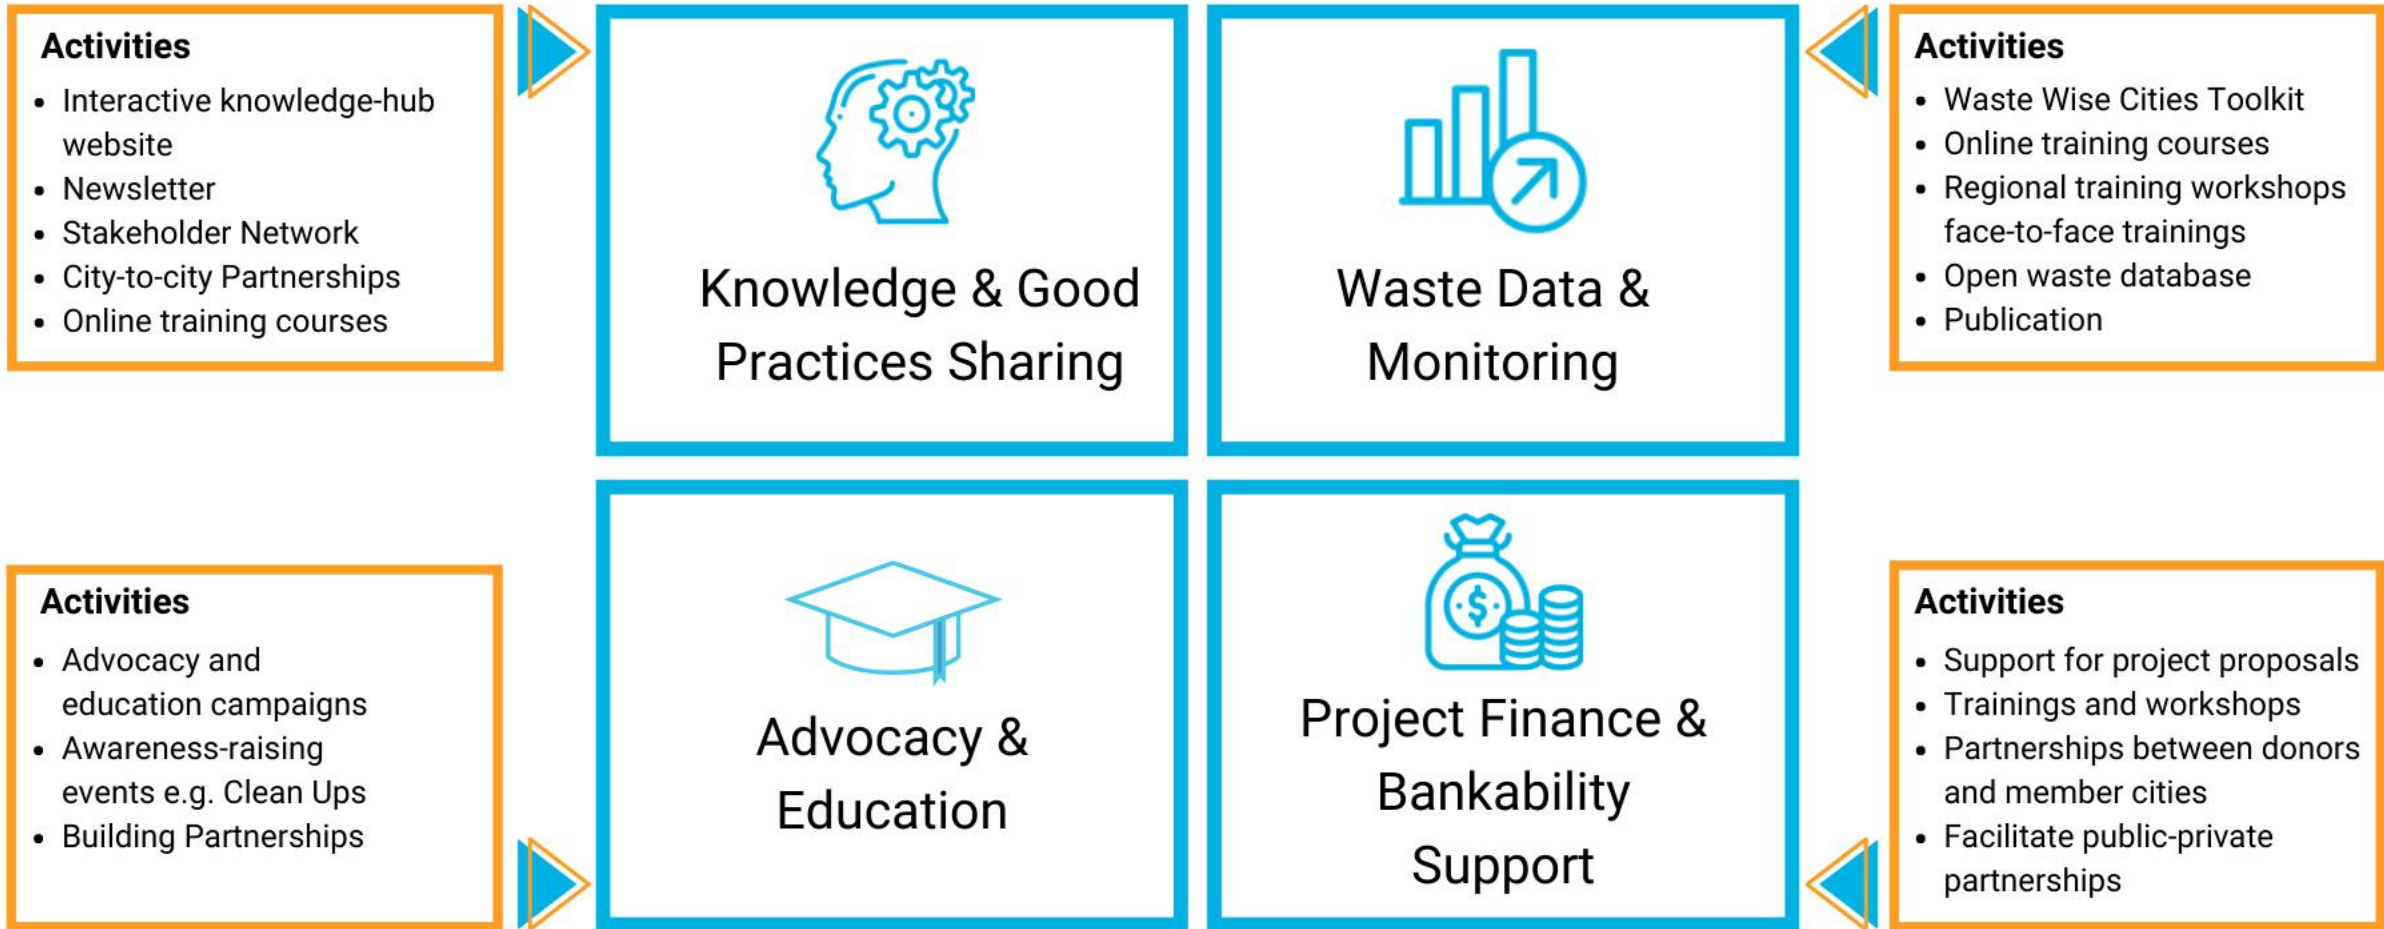 Activities
• Interactive knowledge-hub
website
• Newsletter
• Stakeholder Network
• City-to-city Partnerships
• Online training courses
Knowledge & Good
Practices Sharing
Waste Data &
Monitoring
Activities
• Waste Wise Cities Toolkit
• Online training courses
• Regional training workshops
face-to-face trainings
• Open waste database
• Publication
Activities
• Advocacy and
education campaigns
• Awareness-raising
events e.g. Clean Ups
• Building Partnerships
Advocacy &
Education
$
Project Finance &
Bankability
Support
Activities
• Support for project proposals
• Trainings and workshops
• Partnerships between donors
and member cities
• Facilitate public-private
partnerships